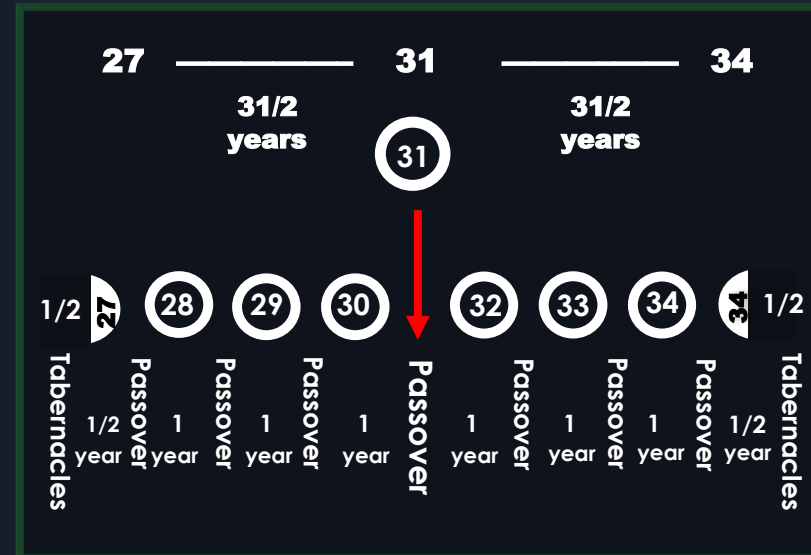 27 31 34
31/2 31/2
years years
31
1/2 27 28 29 30 32 33 34 34 1/2
Tabernacles Passover Passover Passover Passover Passover Passover Passover Tabernacles
1/2 1 1 1 1 1 1 1/2
year year year year year year year year